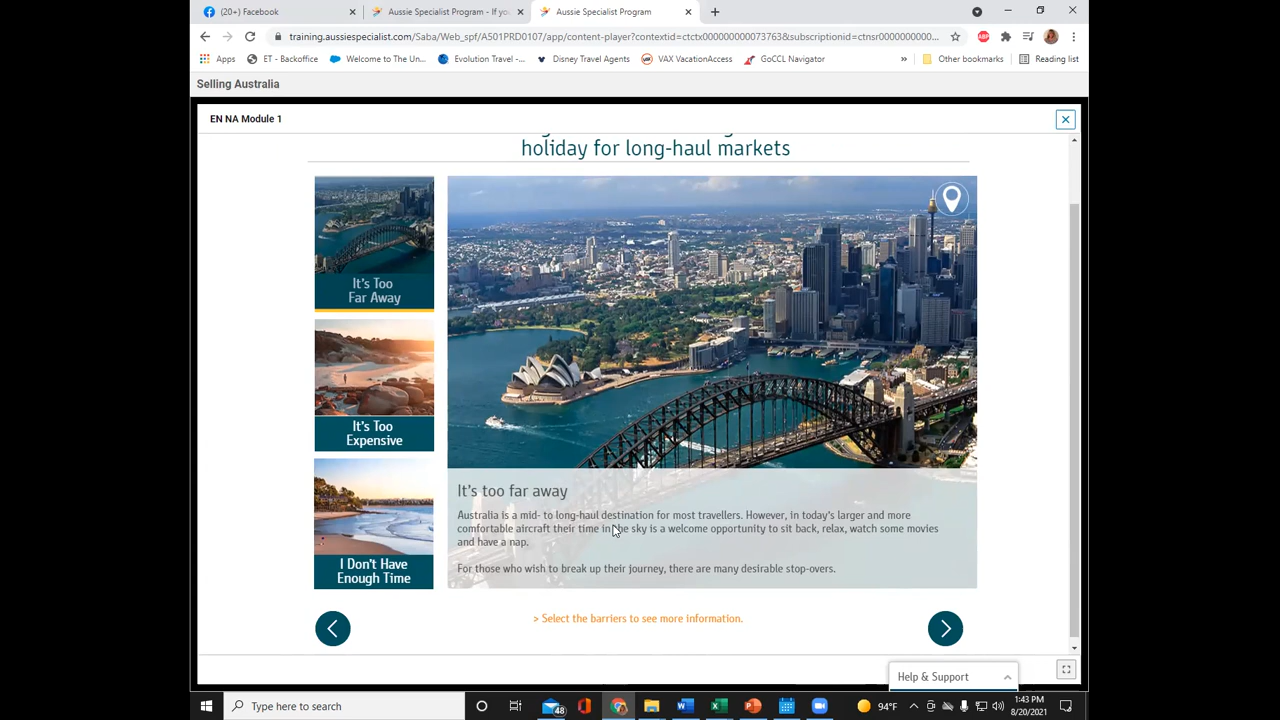 (20+) Facebook
Aussie Specialist Program - If yo
Aussie Specialist Program
training.aussiespecialist.com/Saba/Web_spf/A501PRD0107/app/content-player?contextid=ctctx000000000073763&subscriptionid=ctnsr0000000000...
Apps
ET - Backoffice
Welcome to The Un...
Evolution Travel -...
Disney Travel Agents
VAX VacationAccess
GoCCL Navigator
»
Other bookmarks
Reading list
Selling Australia
EN NA Module 1
holiday for long-haul markets
It's Too
Far Away
It's Too
Expensive
I Don't Have
Enough Time
It's too far away
Australia is a mid- to long-haul destination for most travellers. However, in today's larger and more
comfortable aircraft their time in the sky is a welcome opportunity to sit back, relax, watch some movies
and have a nap.
For those who wish to break up their journey, there are many desirable stop-overs.
> Select the barriers to see more information.
Help & Support
Type here to search
48
94°F
1:43 PM
8/20/2021